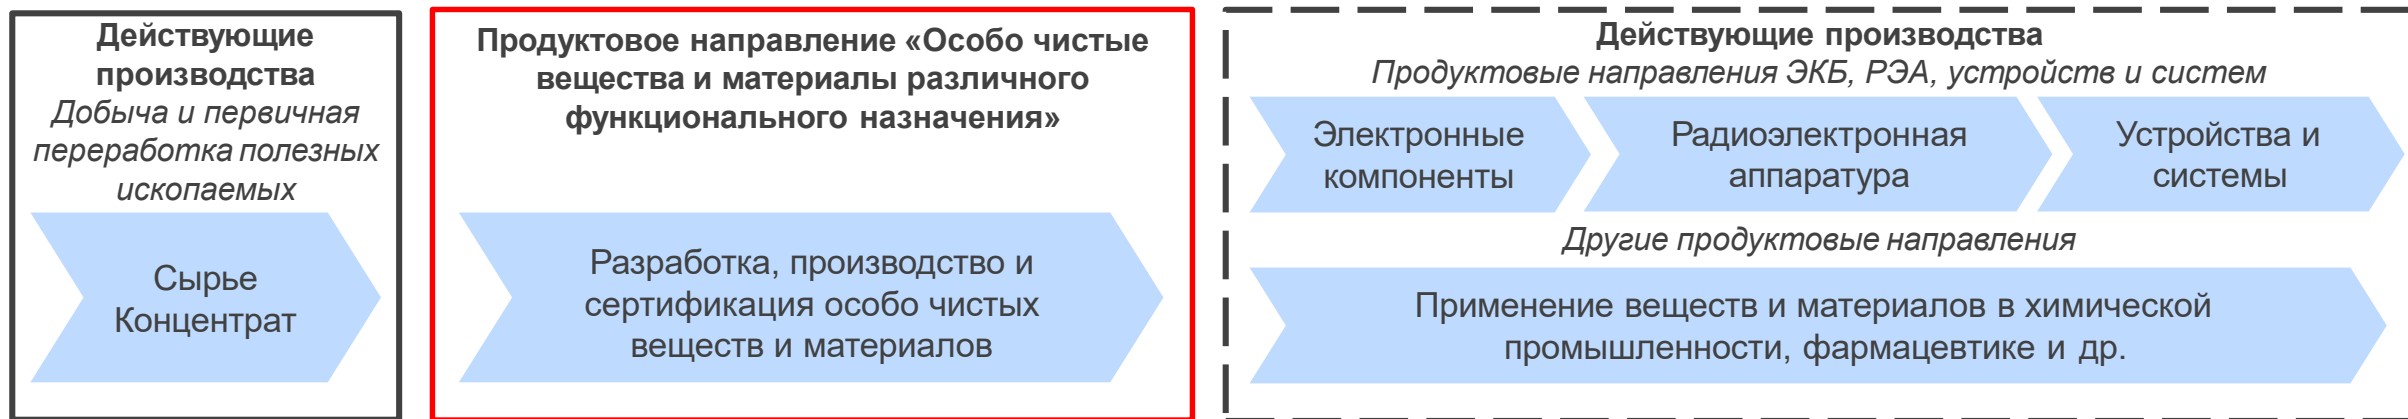 Действующие
производства
Добыча и первичная
переработка полезных
ископаемых
Сырье
Концентрат
Продуктовое направление «Особо чистые
вещества и материалы различного
функционального назначения»
Разработка, производство и
сертификация особо чистых
веществ и материалов
Действующие производства
Продуктовые направления ЭКБ, РЭА, устройств и систем
Электронные
компоненты
Радиоэлектронная
аппаратура
Устройства и
системы
Другие продуктовые направления
Применение веществ и материалов в химической
промышленности, фармацевтике и др.